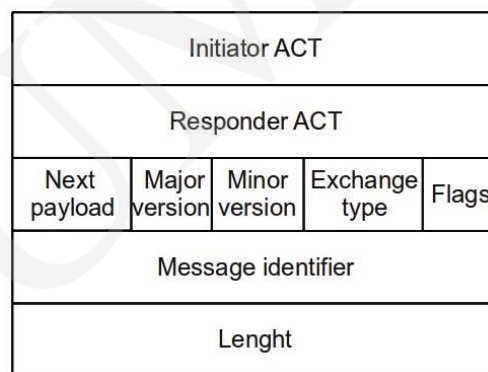 Initiator ACT
Responder ACT
Next payload Major version Minor version Exchange type Flags
Message identifier
Lenght